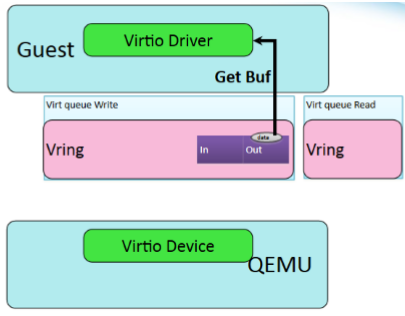 Virtio Driver
Guest
Get Buf
Virt queue Write
Virt queue Read
data
Vring
In
Out
Vring
Virtio Device
QEMU